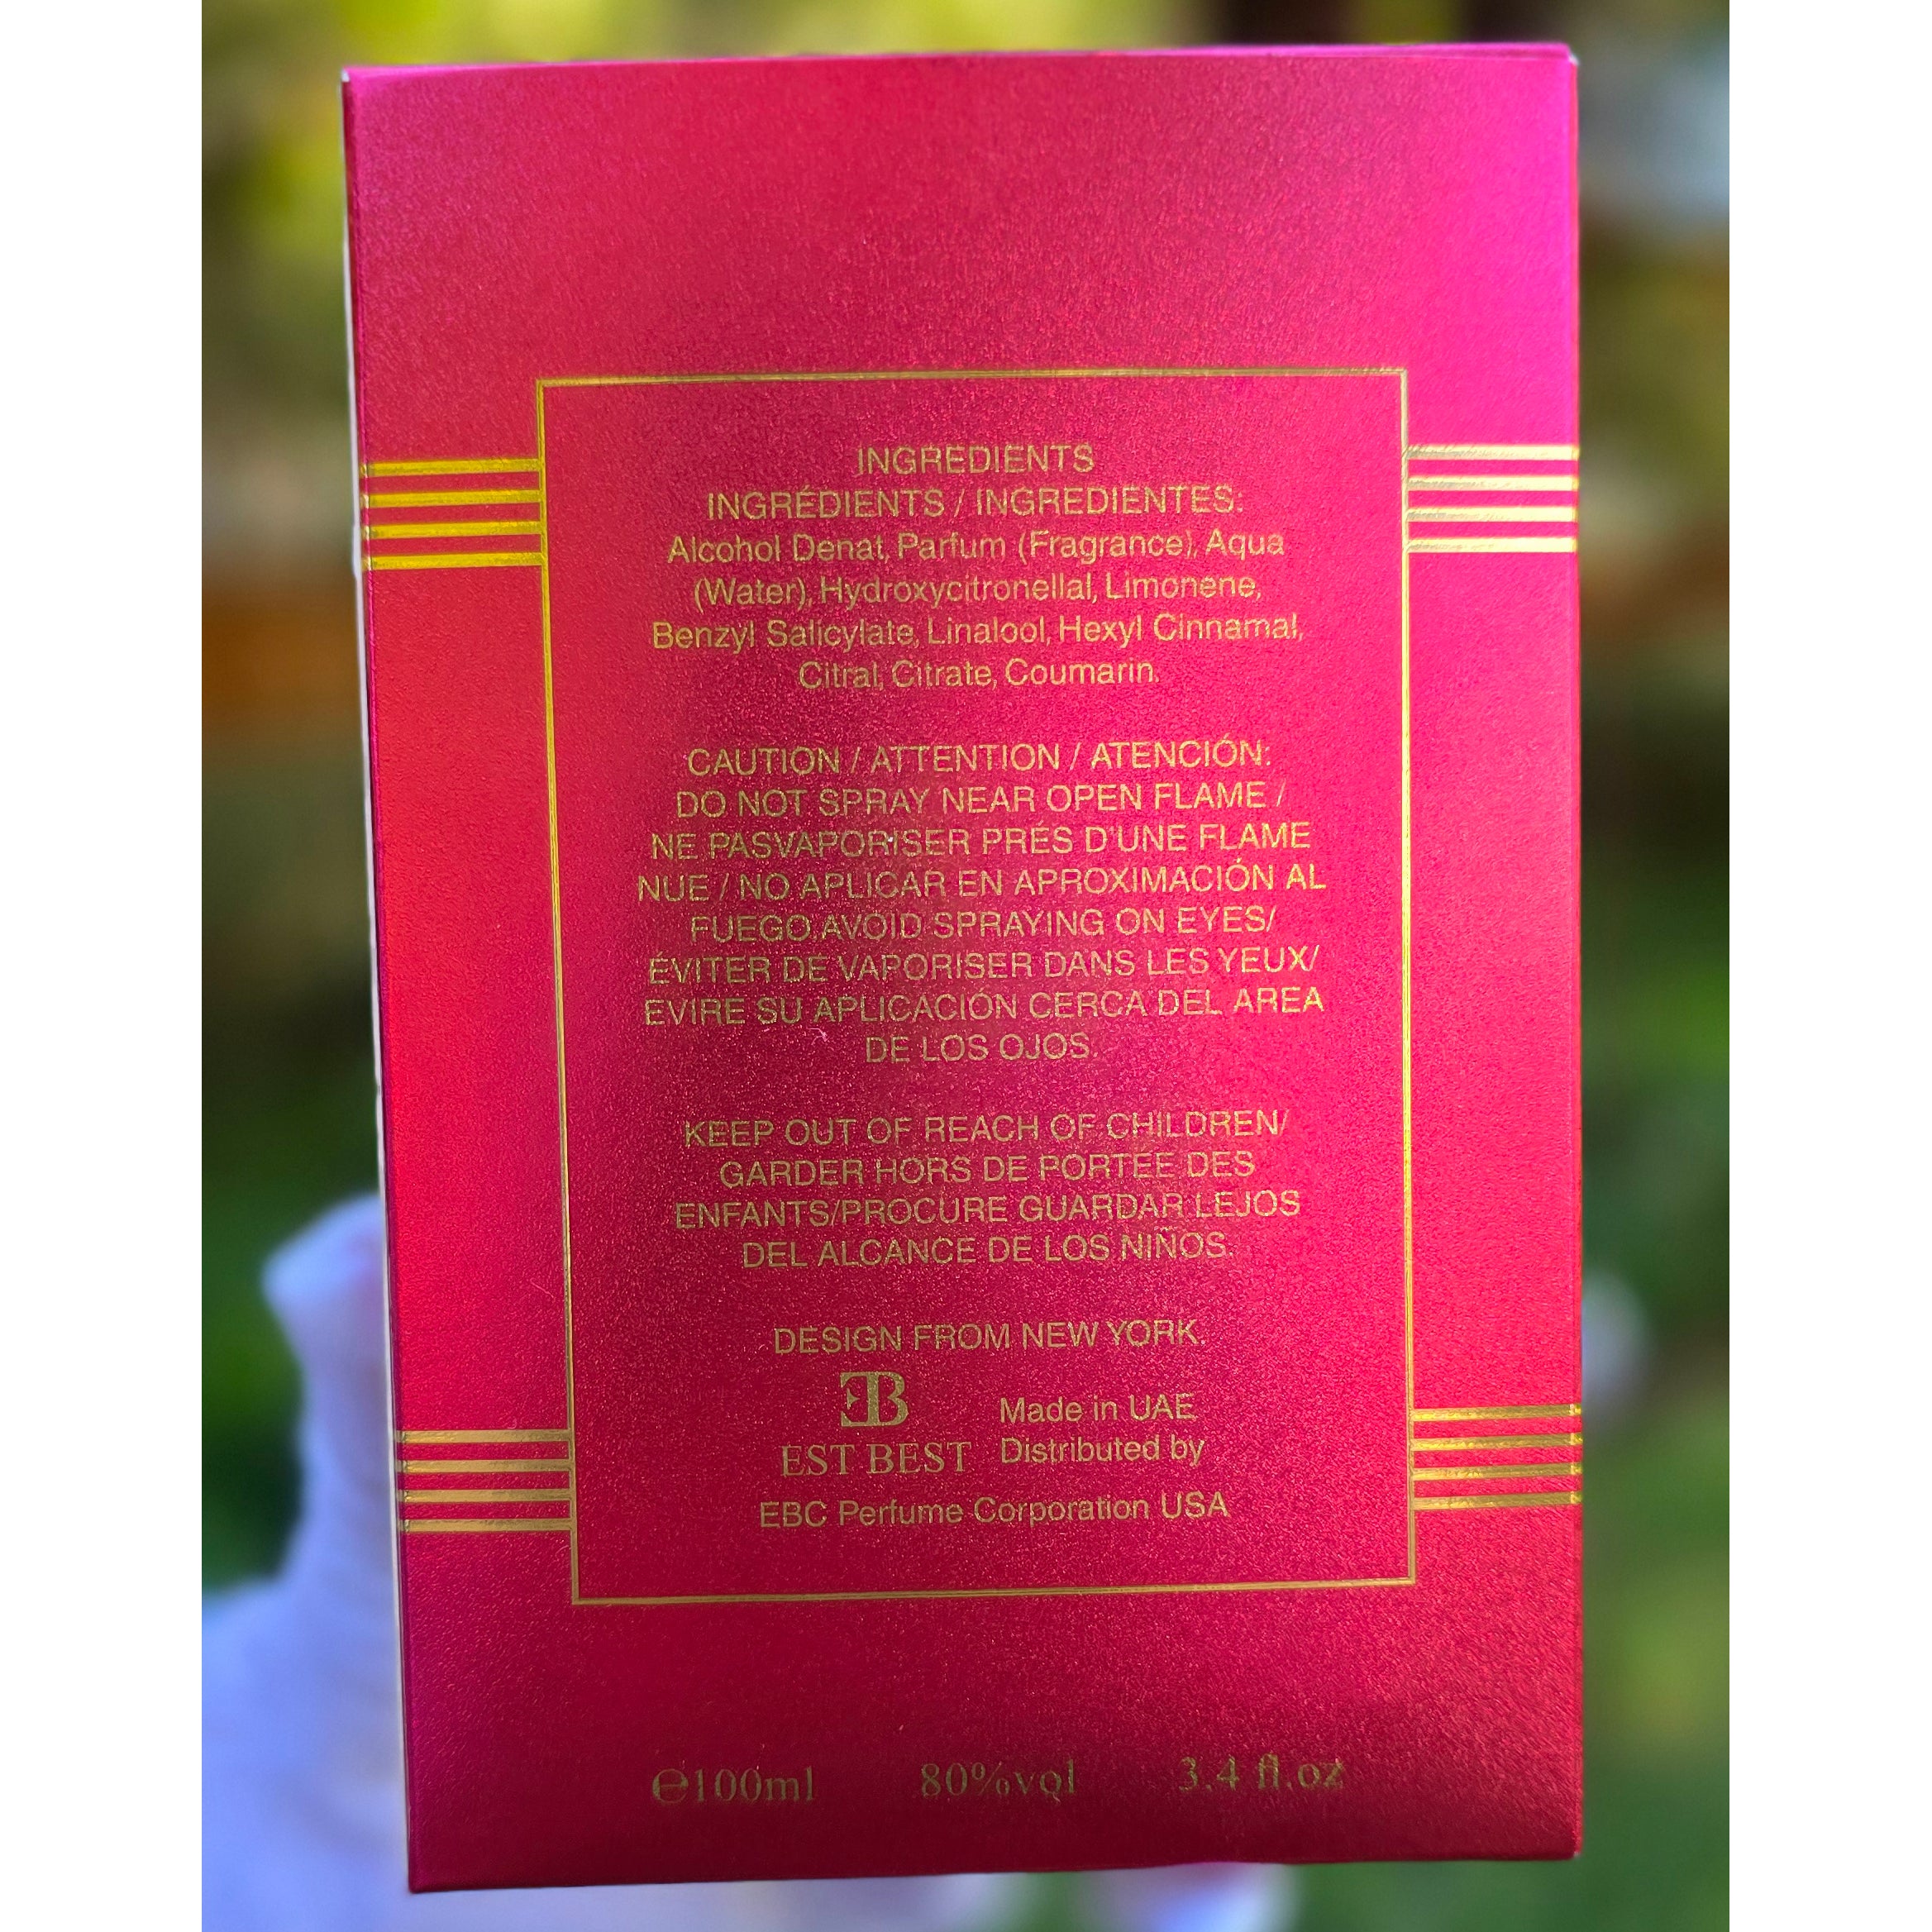 INGREDIENTS
INGRÉDIENTS / INGREDIENTES:
Alcohol Denat, Parfum (Fragrance), Aqua
(Water), Hydroxycitronellal, Limonene,
Benzyl Salicylate, Linalool, Hexyl Cinnamal,
Citral, Citrate, Coumarin.
CAUTION / ATTENTION / ATENCIÓN:
DO NOT SPRAY NEAR OPEN FLAME /
NE PASVAPORISER PRÉS D'UNE FLAME
NUE / NO APLICAR EN APROXIMACIÓN AL
FUEGO.AVOID SPRAYING ON EYES/
ÉVITER DE VAPORISER DANS LES YEUX/
EVIRE SU APLICACIÓN CERCA DEL AREA
DE LOS OJOS.
KEEP OUT OF REACH OF CHILDREN/
GARDER HORS DE PORTEE DES
ENFANTS/PROCURE GUARDAR LEJOS
DEL ALCANCE DE LOS NIÑOS.
DESIGN FROM NEW YORK.
EB
EST BEST
Made in UAE
Distributed by
EBC Perfume Corporation USA
℮100ml 80%vol 3.4 fl.oz